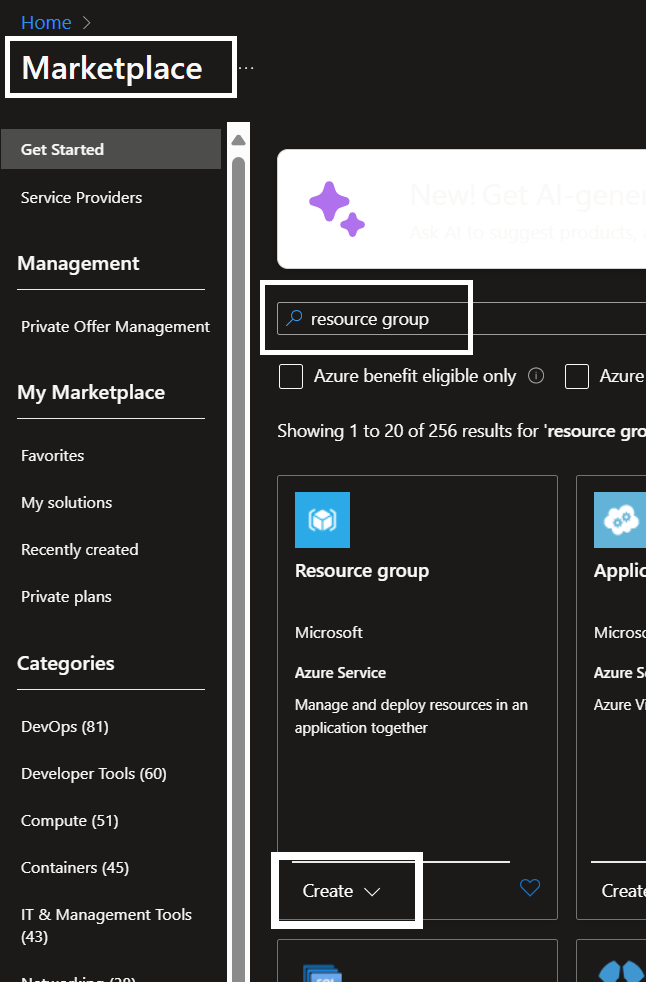 Home
Marketplace
...
Get Started
Service Providers
Management
Private Offer Management
My Marketplace
Favorites
My solutions
Recently created
Private plans
Categories
DevOps (81)
Developer Tools (60)
Compute (51)
Containers (45)
IT & Management Tools
(43)
New! Get AI-gener
Ask AI to suggest products,
resource group
Azure benefit eligible only
Azure
Showing 1 to 20 of 256 results for 'resource gro
Resource group
Microsoft
Azure Service
Manage and deploy resources in an
application together
Create
Applic
Microso
Azure Se
Azure Vi
Create
SQL